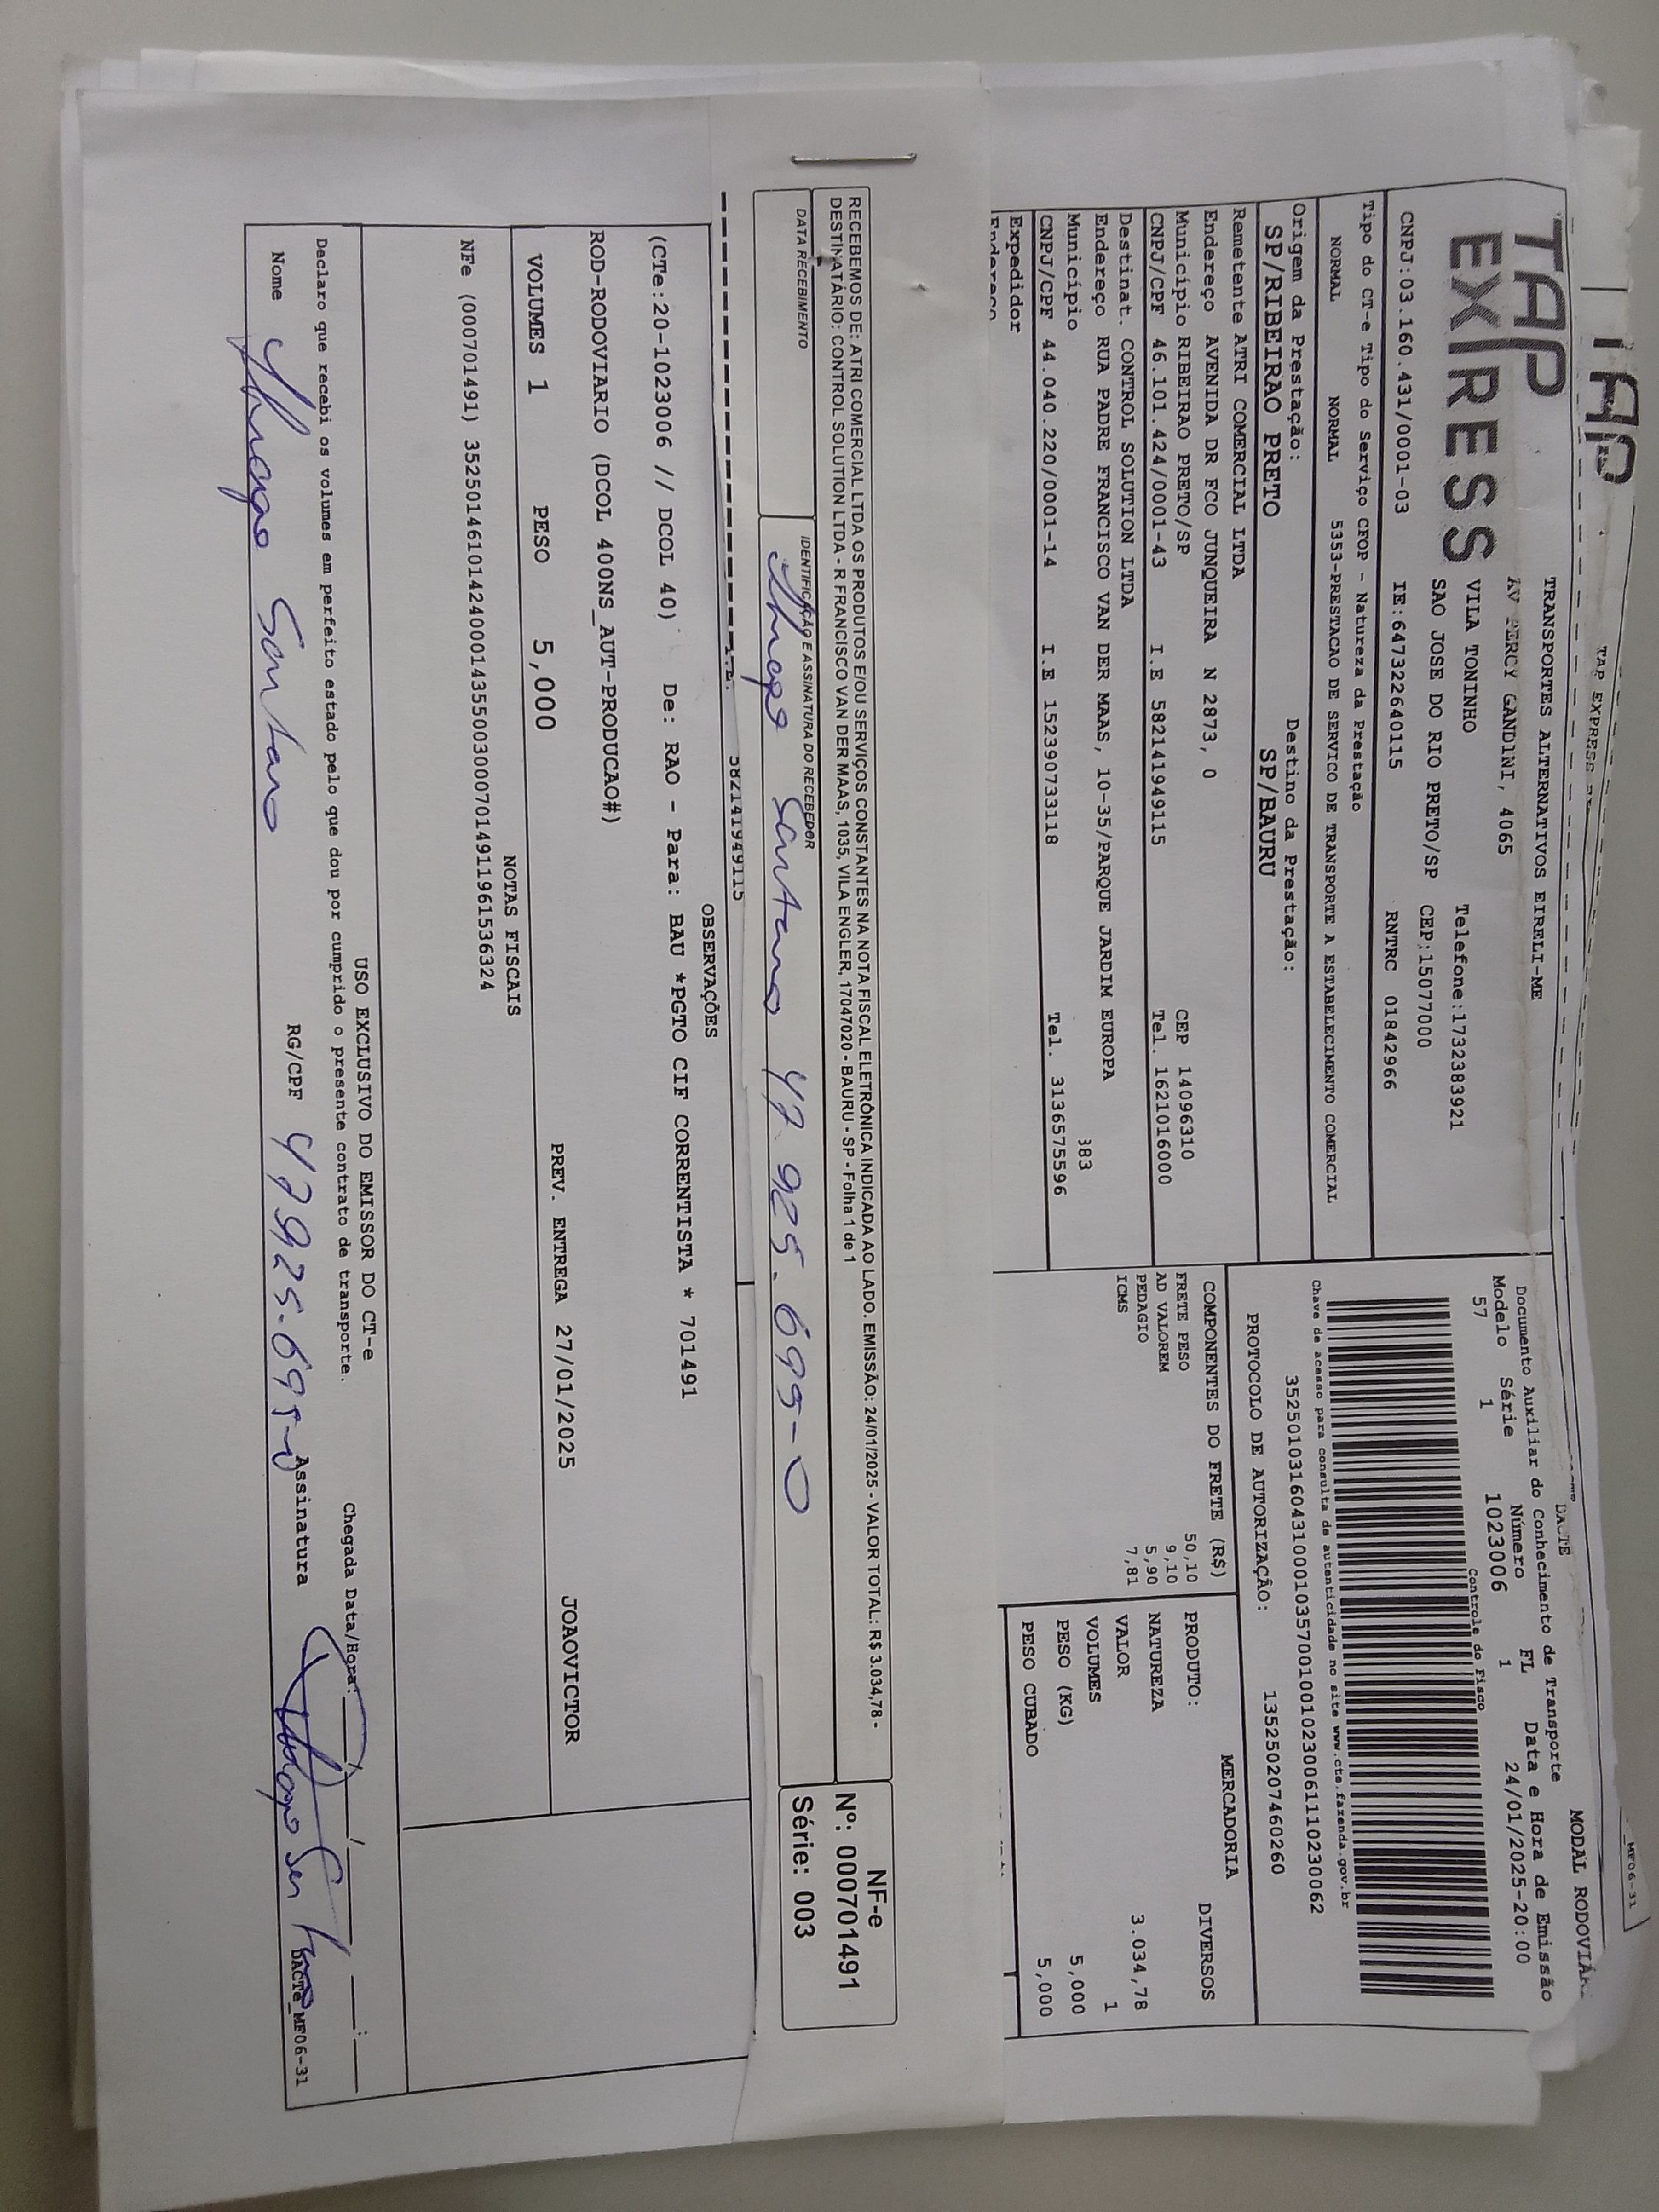 TAP
TAP EXPRESS
MF06-31
TAP
EXPRESS
TRANSPORTES ALTERNATIVOS EIRELI-ME
AV PERCY GANDINI, 4065
VILA TONINHO
Telefone:1732383921
SAO JOSE DO RIO PRETO/SP CEP:15077000
CNPJ:03.160.431/0001-03 IE:647322640115 RNTRC 01842966
DACTE
MODAL RODOVIÁ
Documento Auxiliar do Conhecimento de Transporte
Modelo Série Número FL Data e Hora de Emissão
57 1 1023006 1 24/01/2025-20:00
Controle do Fisco
Chave de acesso para consulta de autenticidade no site www.cte.fazenda.gov.br
35250103160431000103570010010230061110230062
PROTOCOLO DE AUTORIZAÇÃO: 135250207460260
Tipo do CT-e Tipo do Serviço CFOP - Natureza da Prestação
NORMAL NORMAL 5353-PRESTACAO DE SERVICO DE TRANSPORTE A ESTABELECIMENTO COMERCIAL
Origem da Prestação: Destino da Prestação:
SP/RIBEIRAO PRETO SP/BAURU
Remetente ATRI COMERCIAL LTDA
Endereço AVENIDA DR FCO JUNQUEIRA N 2873, 0
Município RIBEIRAO PRETO/SP CEP 14096310
CNPJ/CPF 46.101.424/0001-43 I.E 582141949115 Tel. 1621016000
Destinat. CONTROL SOLUTION LTDA
Endereço RUA PADRE FRANCISCO VAN DER MAAS, 10-35/PARQUE JARDIM EUROPA
Município 383
CNPJ/CPF 44.040.220/0001-14 I.E 152390733118 Tel. 3136575596
Expedidor
Endereço
COMPONENTES DO FRETE (R$)
FRETE PESO 50,10
AD VALOREM 9,10
PEDAGIO 5,90
ICMS 7,81
MERCADORIA
PRODUTO: DIVERSOS
NATUREZA
VALOR 3.034,78
VOLUMES 1
PESO (KG) 5,000
PESO CUBADO 5,000
RECEBEMOS DE: ATRI COMERCIAL LTDA OS PRODUTOS E/OU SERVIÇOS CONSTANTES NA NOTA FISCAL ELETRÔNICA INDICADA AO LADO. EMISSÃO: 24/01/2025 - VALOR TOTAL: R$ 3.034,78 -
DESTINATÁRIO: CONTROL SOLUTION LTDA - R FRANCISCO VAN DER MAAS, 1035, VILA ENGLER, 17047020 - BAURU - SP - Folha 1 de 1
DATA RECEBIMENTO IDENTIFICAÇÃO E ASSINATURA DO RECEBEDOR
Thiago Santana 47 925.699-0
NF-e
Nº: 000701491
Série: 003
582141949115
OBSERVAÇÕES
(CTe:20-1023006 // DCOL 40) De: RAO - Para: BAU *PGTO CIF CORRENTISTA * 701491
ROD-RODOVIARIO (DCOL 400NS_AUT-PRODUCAO#)
VOLUMES 1 PESO 5,000 PREV. ENTREGA 27/01/2025 JOAOVICTOR
NOTAS FISCAIS
NFe (000701491) 35250146101424000143550030007014911961536324
USO EXCLUSIVO DO EMISSOR DO CT-e
Declaro que recebi os volumes em perfeito estado pelo que dou por cumprido o presente contrato de transporte. Chegada Data/Hora: / / :
Nome Thiago Santana RG/CPF 47925.699-0 Assinatura
DACTE_MF06-31